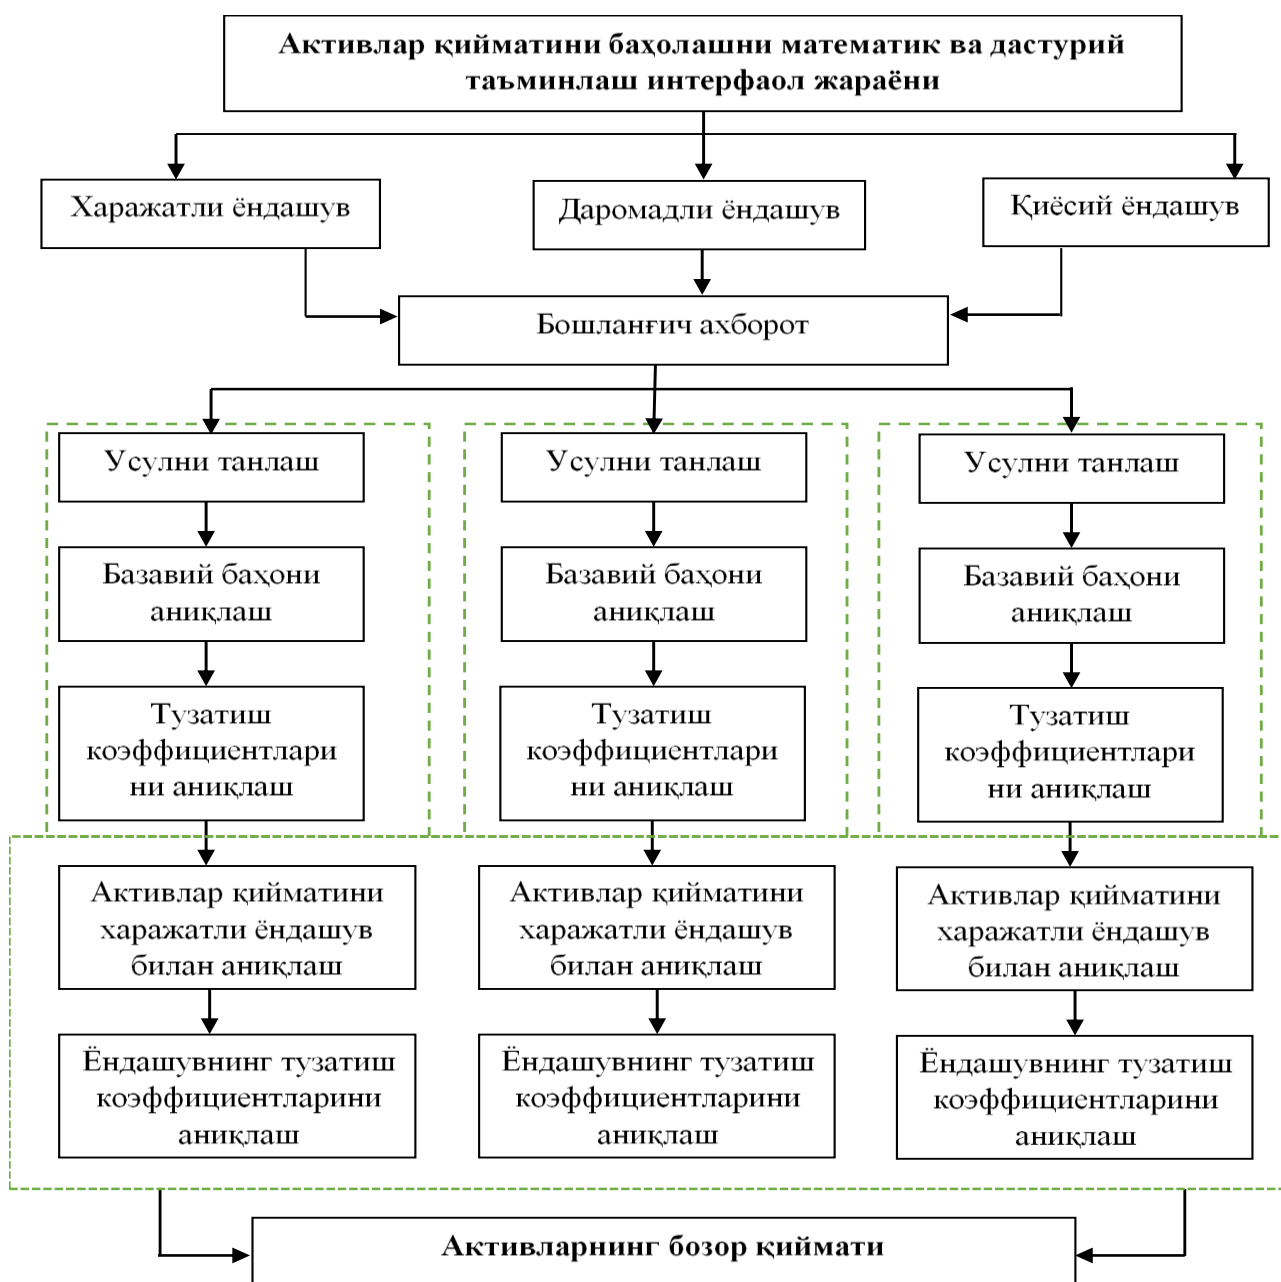 Активлар қийматини баҳолашни математик ва дастурий
таъминлаш интерфаол жараёни
Харажатли ёндашув
Даромадли ёндашув
Қиёсий ёндашув
Бошланғич ахборот
Усулни танлаш
Усулни танлаш
Усулни танлаш
Базавий баҳони
аниқлаш
Базавий баҳони
аниқлаш
Базавий баҳони
аниқлаш
Тузатиш
коэффициентлари
ни аниқлаш
Тузатиш
коэффициентлари
ни аниқлаш
Тузатиш
коэффициентлари
ни аниқлаш
Активлар қийматини
харажатли ёндашув
билан аниқлаш
Активлар қийматини
харажатли ёндашув
билан аниқлаш
Активлар қийматини
харажатли ёндашув
билан аниқлаш
Ёндашувнинг тузатиш
коэффициентларини
аниқлаш
Ёндашувнинг тузатиш
коэффициентларини
аниқлаш
Ёндашувнинг тузатиш
коэффициентларини
аниқлаш
Активларнинг бозор қиймати